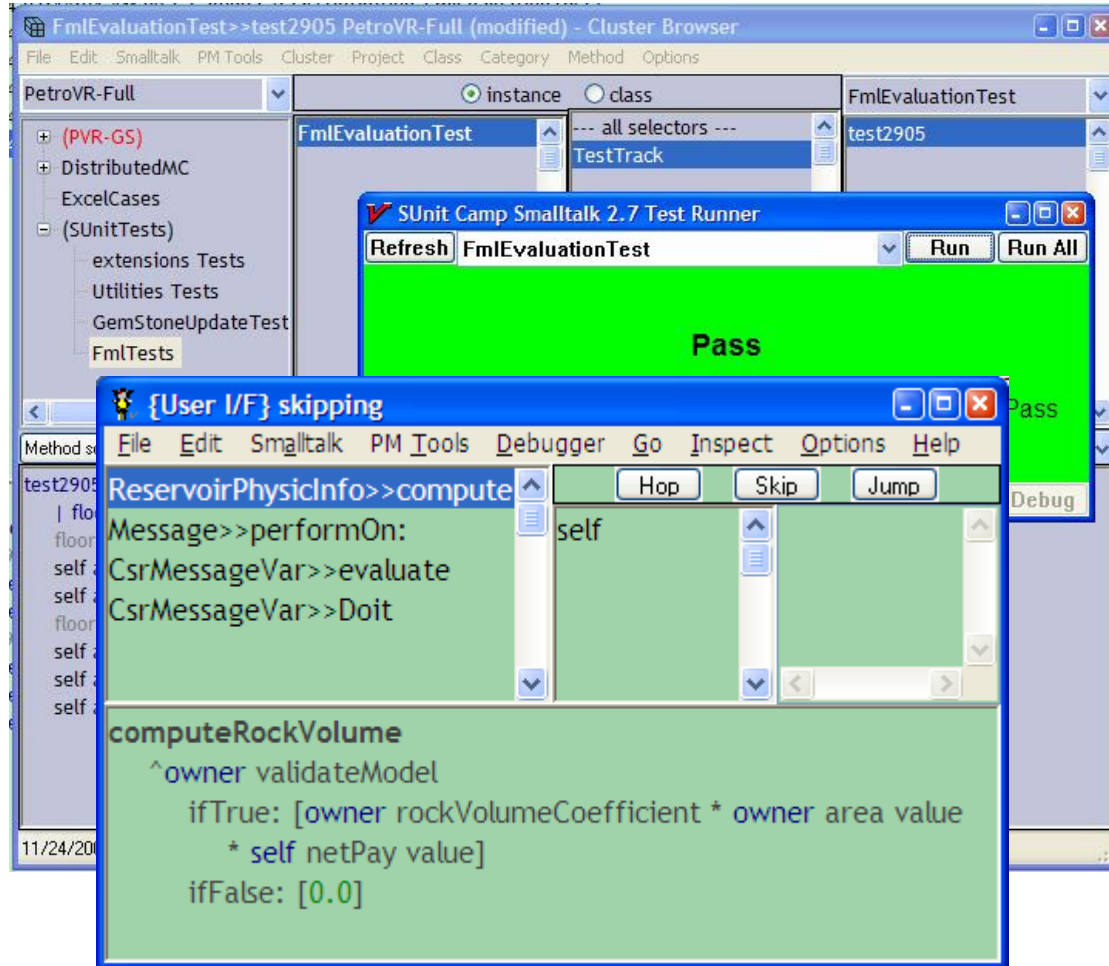 FmlEvaluationTest>>test2905 PetroVR-Full (modified) - Cluster Browser
File Edit Smalltalk PM Tools Cluster Project Class Category Method Options
PetroVR-Full
instance class
FmlEvaluationTest
(PVR-GS)
DistributedMC
ExcelCases
(SUnitTests)
extensions Tests
Utilities Tests
GemStoneUpdateTest
FmlTests
FmlEvaluationTest
--- all selectors ---
TestTrack
test2905
SUnit Camp Smalltalk 2.7 Test Runner
Refresh FmlEvaluationTest Run Run All
Pass
Pass
Debug
Method
test2905
self
self
self
self
self
11/24/20
{User I/F} skipping
File Edit Smalltalk PM Tools Debugger Go Inspect Options Help
ReservoirPhysicInfo>>compute
Message>>performOn:
CsrMessageVar>>evaluate
CsrMessageVar>>Doit
Hop Skip Jump
self
computeRockVolume
^owner validateModel
ifTrue: [owner rockVolumeCoefficient * owner area value
* self netPay value]
ifFalse: [0.0]